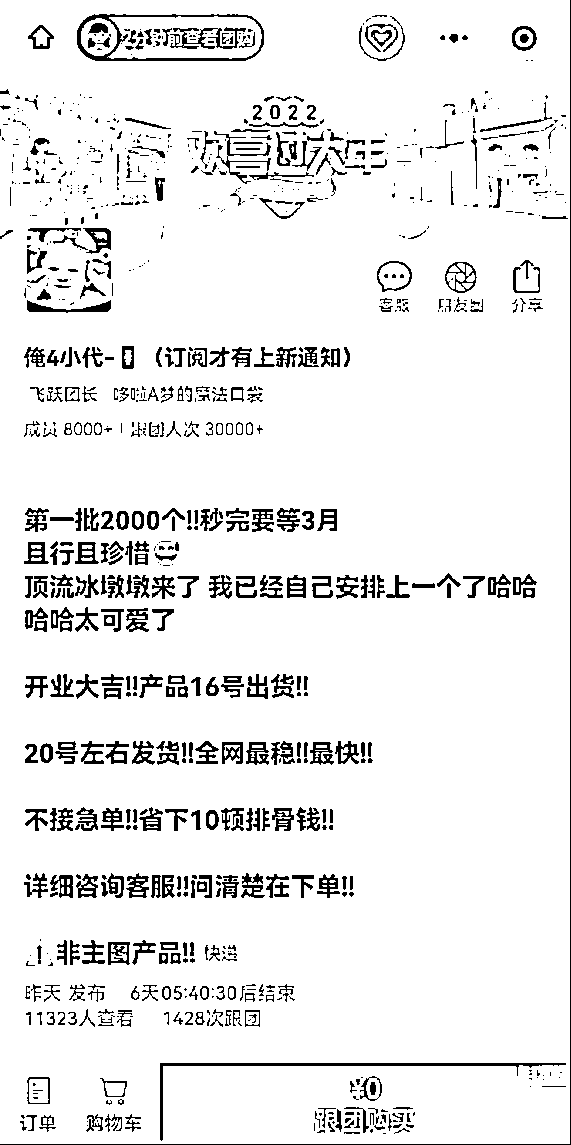 2分钟前查看团购
2022
欢喜团大年
客服 朋友圈 分享
俺4小代- （订阅才有上新通知）
飞跃团长 哆啦A梦的魔法口袋
成员 8000+ | 跟团人次 30000+
第一批2000个!!秒完要等3月
且行且珍惜
顶流冰墩墩来了 我已经自己安排上一个了哈哈
哈哈太可爱了
开业大吉!!产品16号出货!!
20号左右发货!!全网最稳!!最快!!
不接急单!!省下10顿排骨钱!!
详细咨询客服!!问清楚在下单!!
非主图产品!! 快递
昨天 发布 6天05:40:30后结束
11323人查看 1428次跟团
¥0
订单 购物车 跟团购买